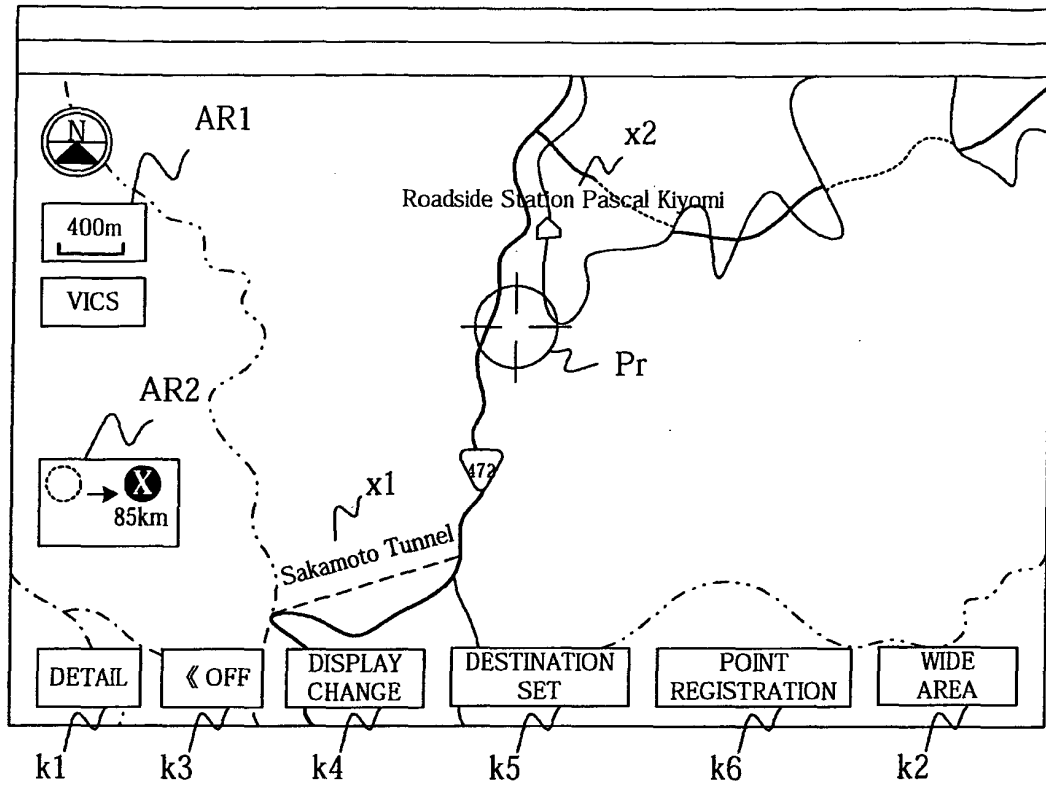 N
AR1
x2
Roadside Station Pascal Kiyomi
400m
VICS
Pr
AR2
X
85km
472
x1
Sakamoto Tunnel
DETAIL
《 OFF
DISPLAY
CHANGE
DESTINATION
SET
POINT
REGISTRATION
WIDE
AREA
k1
k3
k4
k5
k6
k2